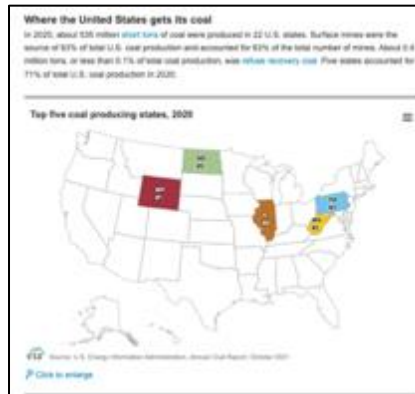 Where the United States gets its coal
In 2020, about 535 million short tons of coal were produced in 22 U.S. states. Surface mines were the
source of 63% of total U.S. coal production and accounted for 63% of the total number of mines. About 0.4
million tons, or less than 0.1% of total coal production, was refuse recovery coal. Five states accounted for
71% of total U.S. coal production in 2020.
Top five coal producing states, 2020
WY
PA
WV
eia Source: U.S. Energy Information Administration, Annual Coal Report, October 2021
Click to enlarge